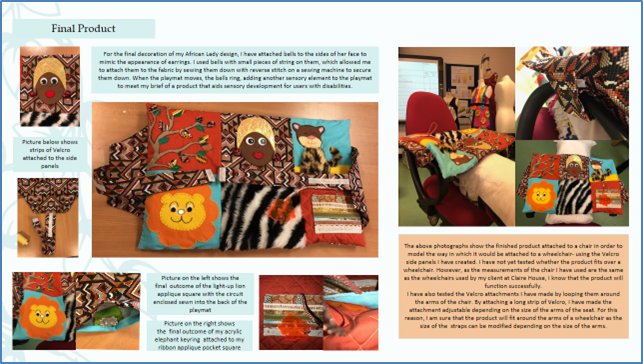 Final Product
For the final decoration of my African Lady design, I have attached bells to the sides of her face to
mimic the appearance of earrings. I used bells with small pieces of string on them, which allowed me
to attach them to the fabric by sewing them down with reverse stitch on a sewing machine to secure
them down. When the playmat moves, the bells ring, adding another sensory element to the playmat
to meet my brief of a product that aids sensory development for users with disabilities.
Picture below shows
strips of Velcro
attached to the side
panels
Picture on the left shows the
final outcome of the light-up lion
applique square with the circuit
enclosed sewn into the back of the
playmat
Picture on the right shows
the final outcome of my acrylic
elephant keyring attached to my
ribbon applique pocket square
The above photographs show the finished product attached to a chair in order to
model the way in which it would be attached to a wheelchair- using the Velcro
side panels I have created. I have not yet tested whether the product fits over a
wheelchair. However, as the measurements of the chair I have used are the same
as the wheelchairs used by my client at Claire House, I know that the product will
function successfully.
I have also tested the Velcro attachments I have made by looping them around
the arms of the chair. By attaching a long strip of Velcro, I have made the
attachment adjustable depending on the size of the arms of the seat. For this
reason, I am sure that the product will fit around the arms of a wheelchair as the
size of the straps can be modified depending on the size of the arms.